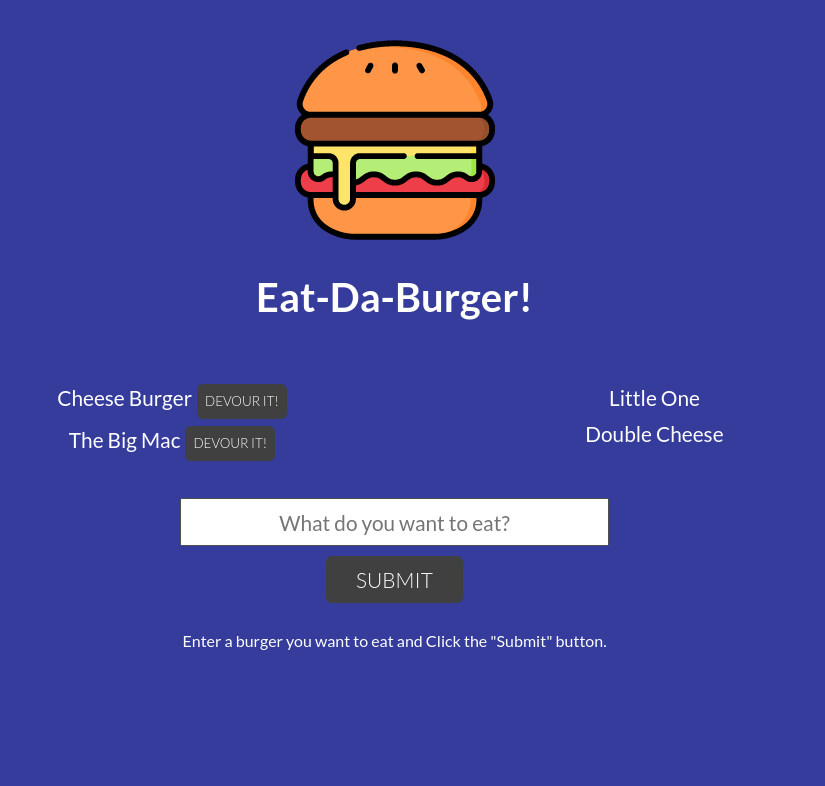 Eat-Da-Burger!
Cheese Burger DEVOUR IT!
The Big Mac DEVOUR IT!
Little One
Double Cheese
What do you want to eat?
SUBMIT
Enter a burger you want to eat and Click the "Submit" button.